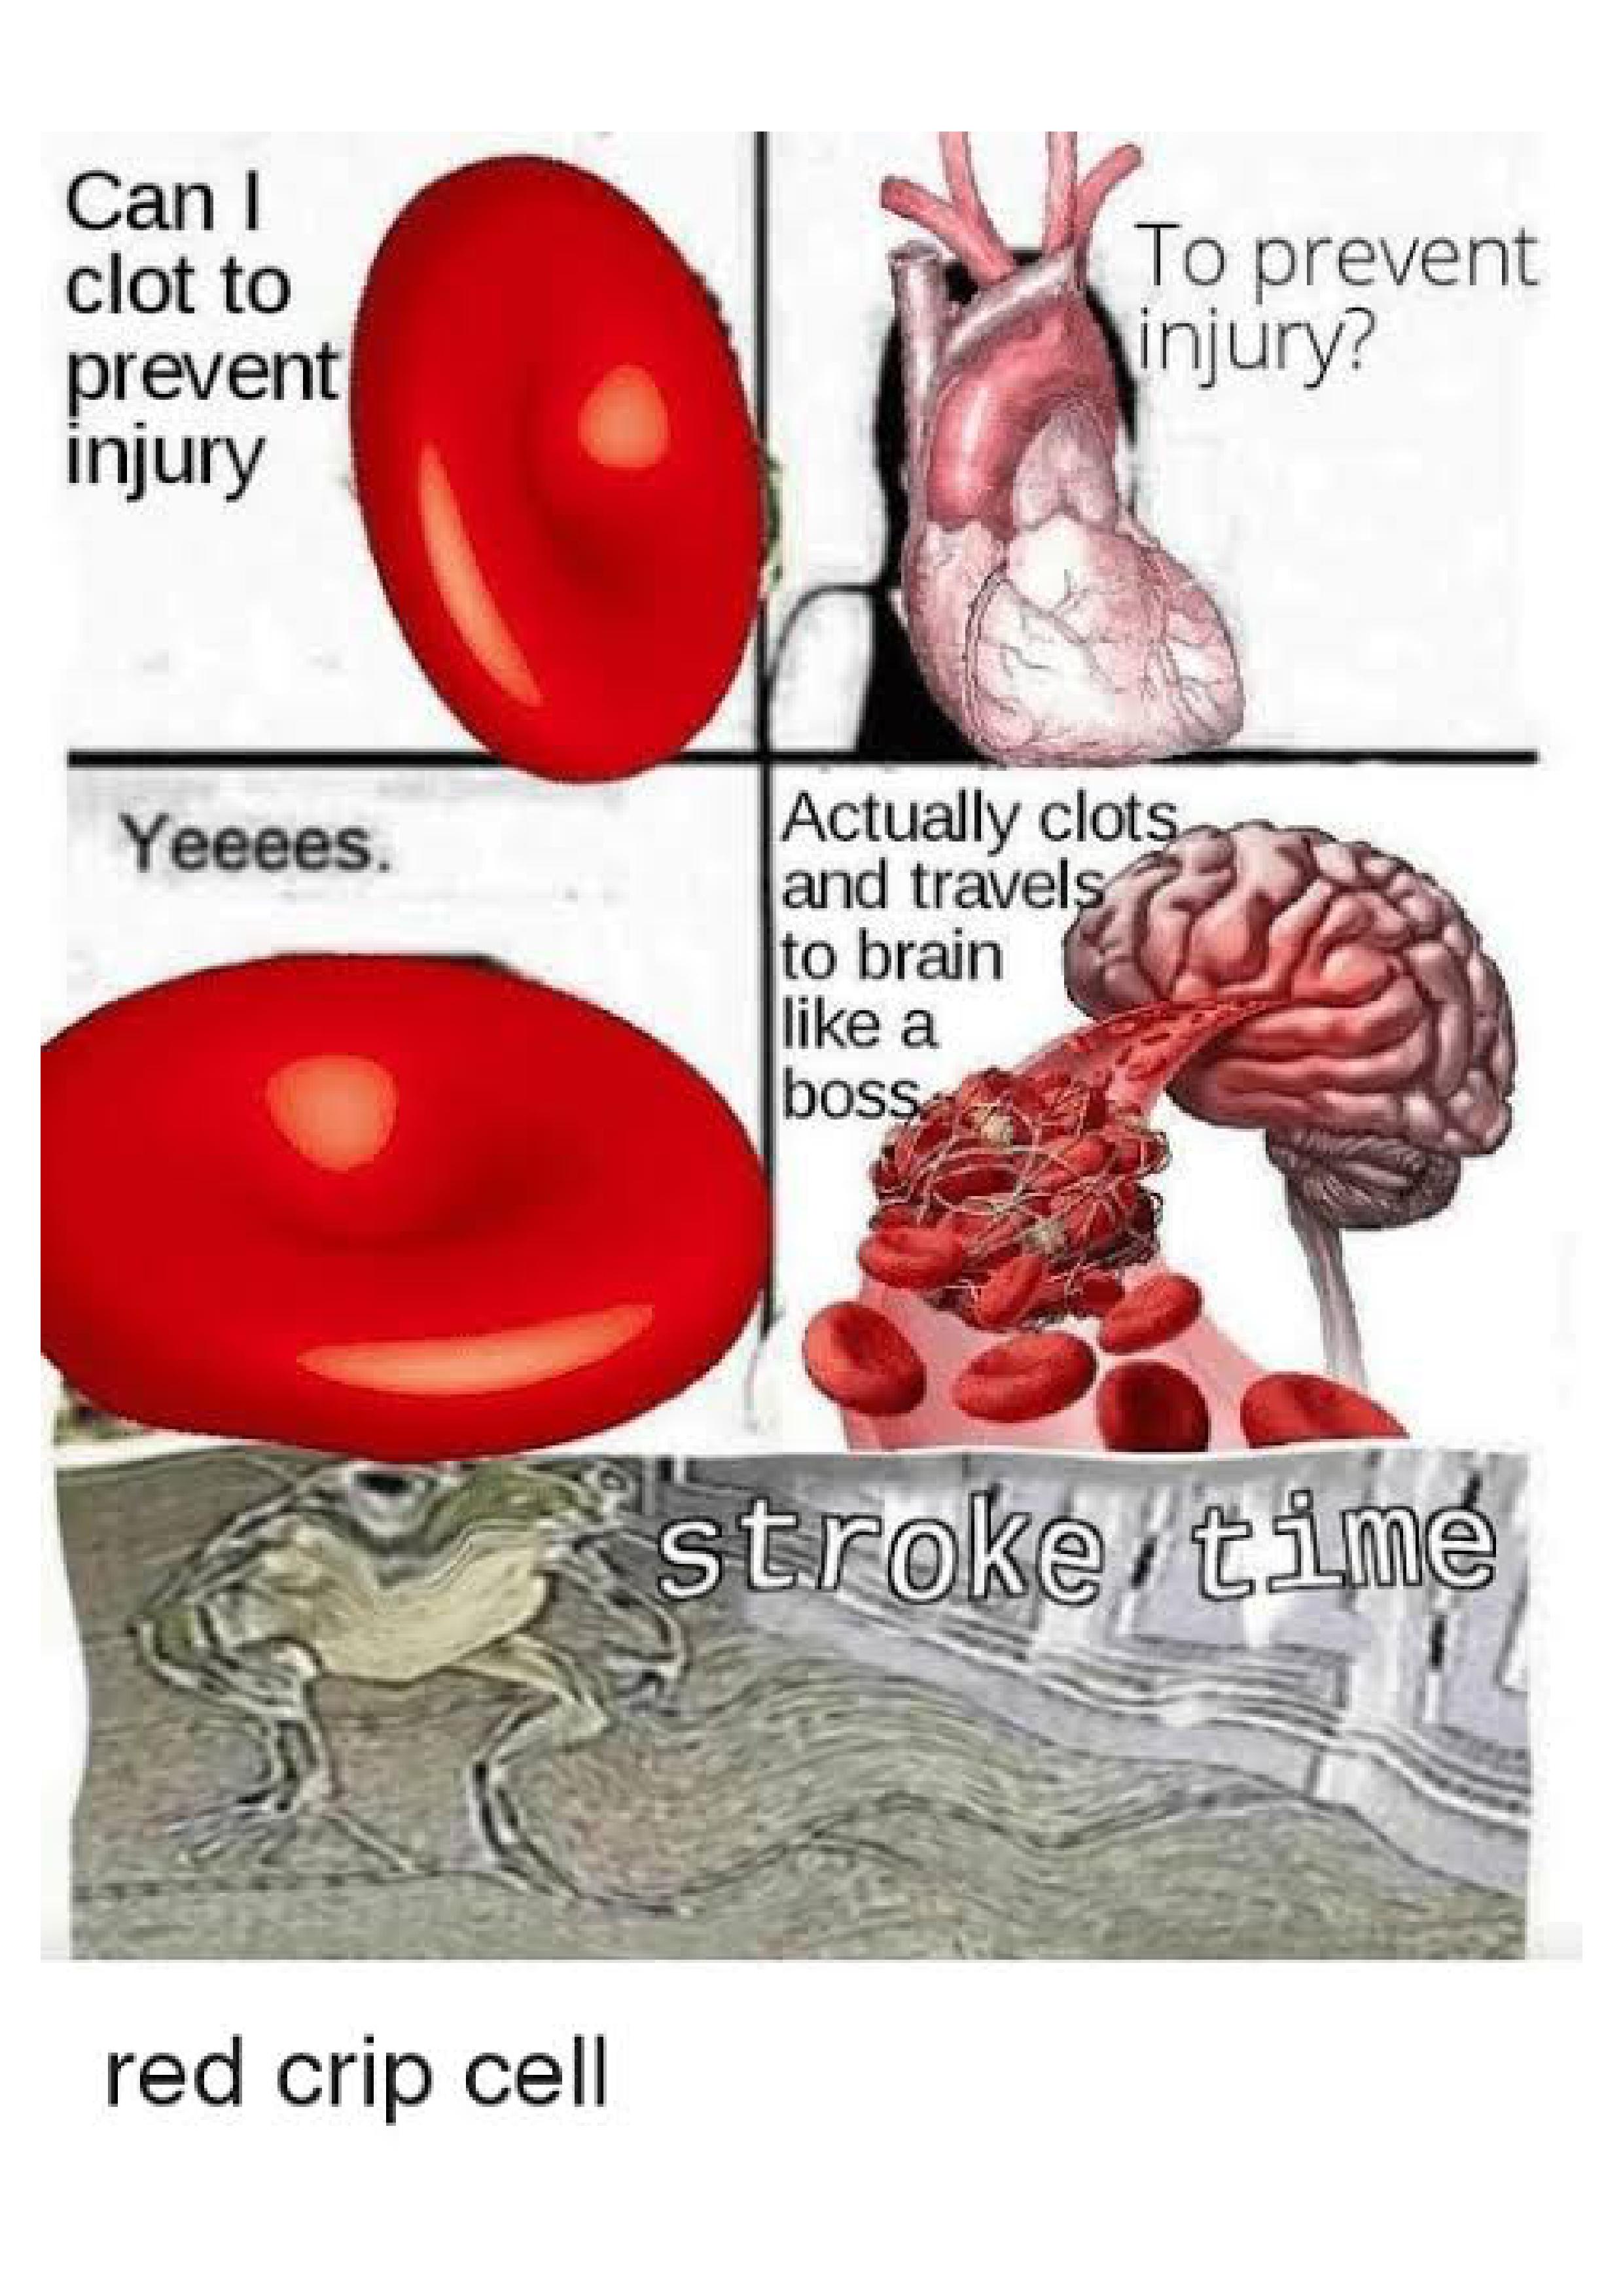 Can I
clot to
prevent
injury
To prevent
injury?
Yeeees.
Actually clots
and travels
to brain
like a
boss
stroke time
red crip cell